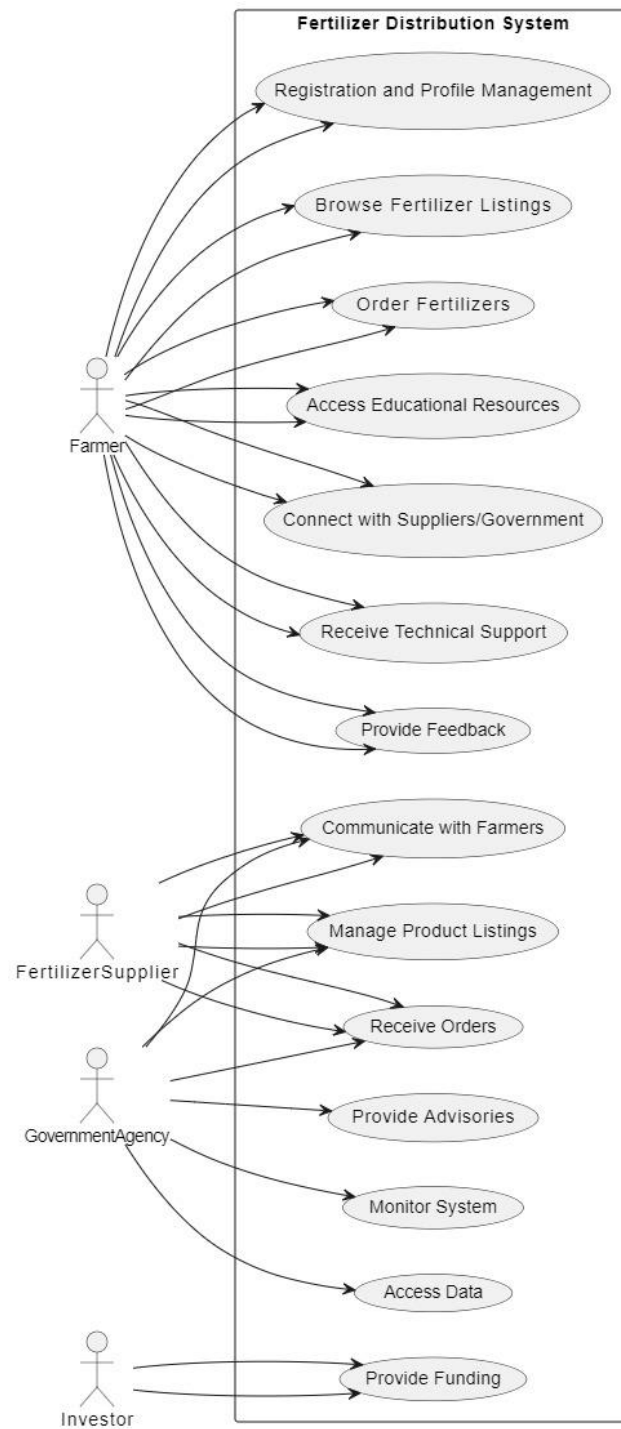 Fertilizer Distribution System
Registration and Profile Management
Browse Fertilizer Listings
Order Fertilizers
Access Educational Resources
Farmer
Connect with Suppliers/Government
Receive Technical Support
Provide Feedback
Communicate with Farmers
Manage Product Listings
FertilizerSupplier
Receive Orders
Provide Advisories
GovernmentAgency
Monitor System
Access Data
Provide Funding
Investor